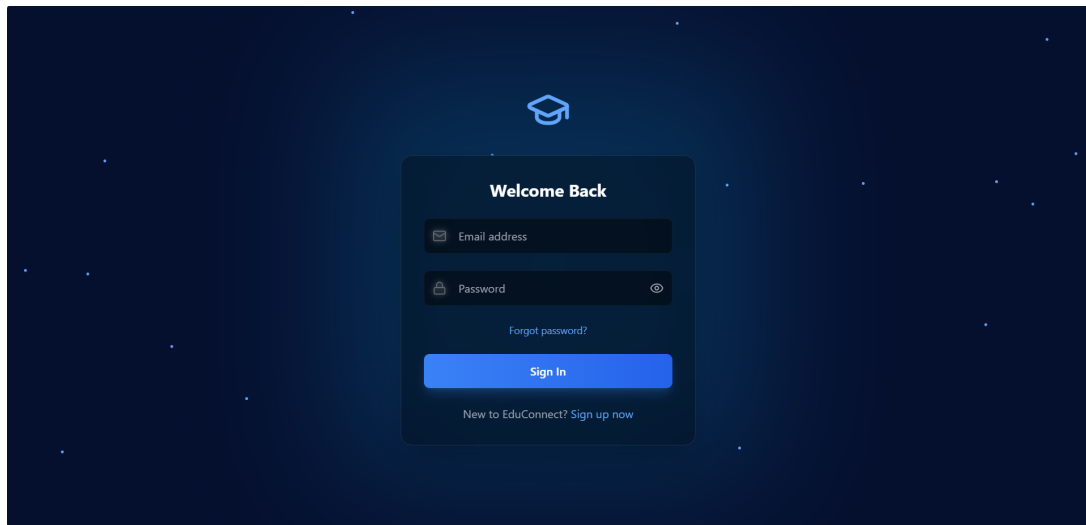 Welcome Back
Email address
Password
Forgot password?
Sign In
New to EduConnect? Sign up now